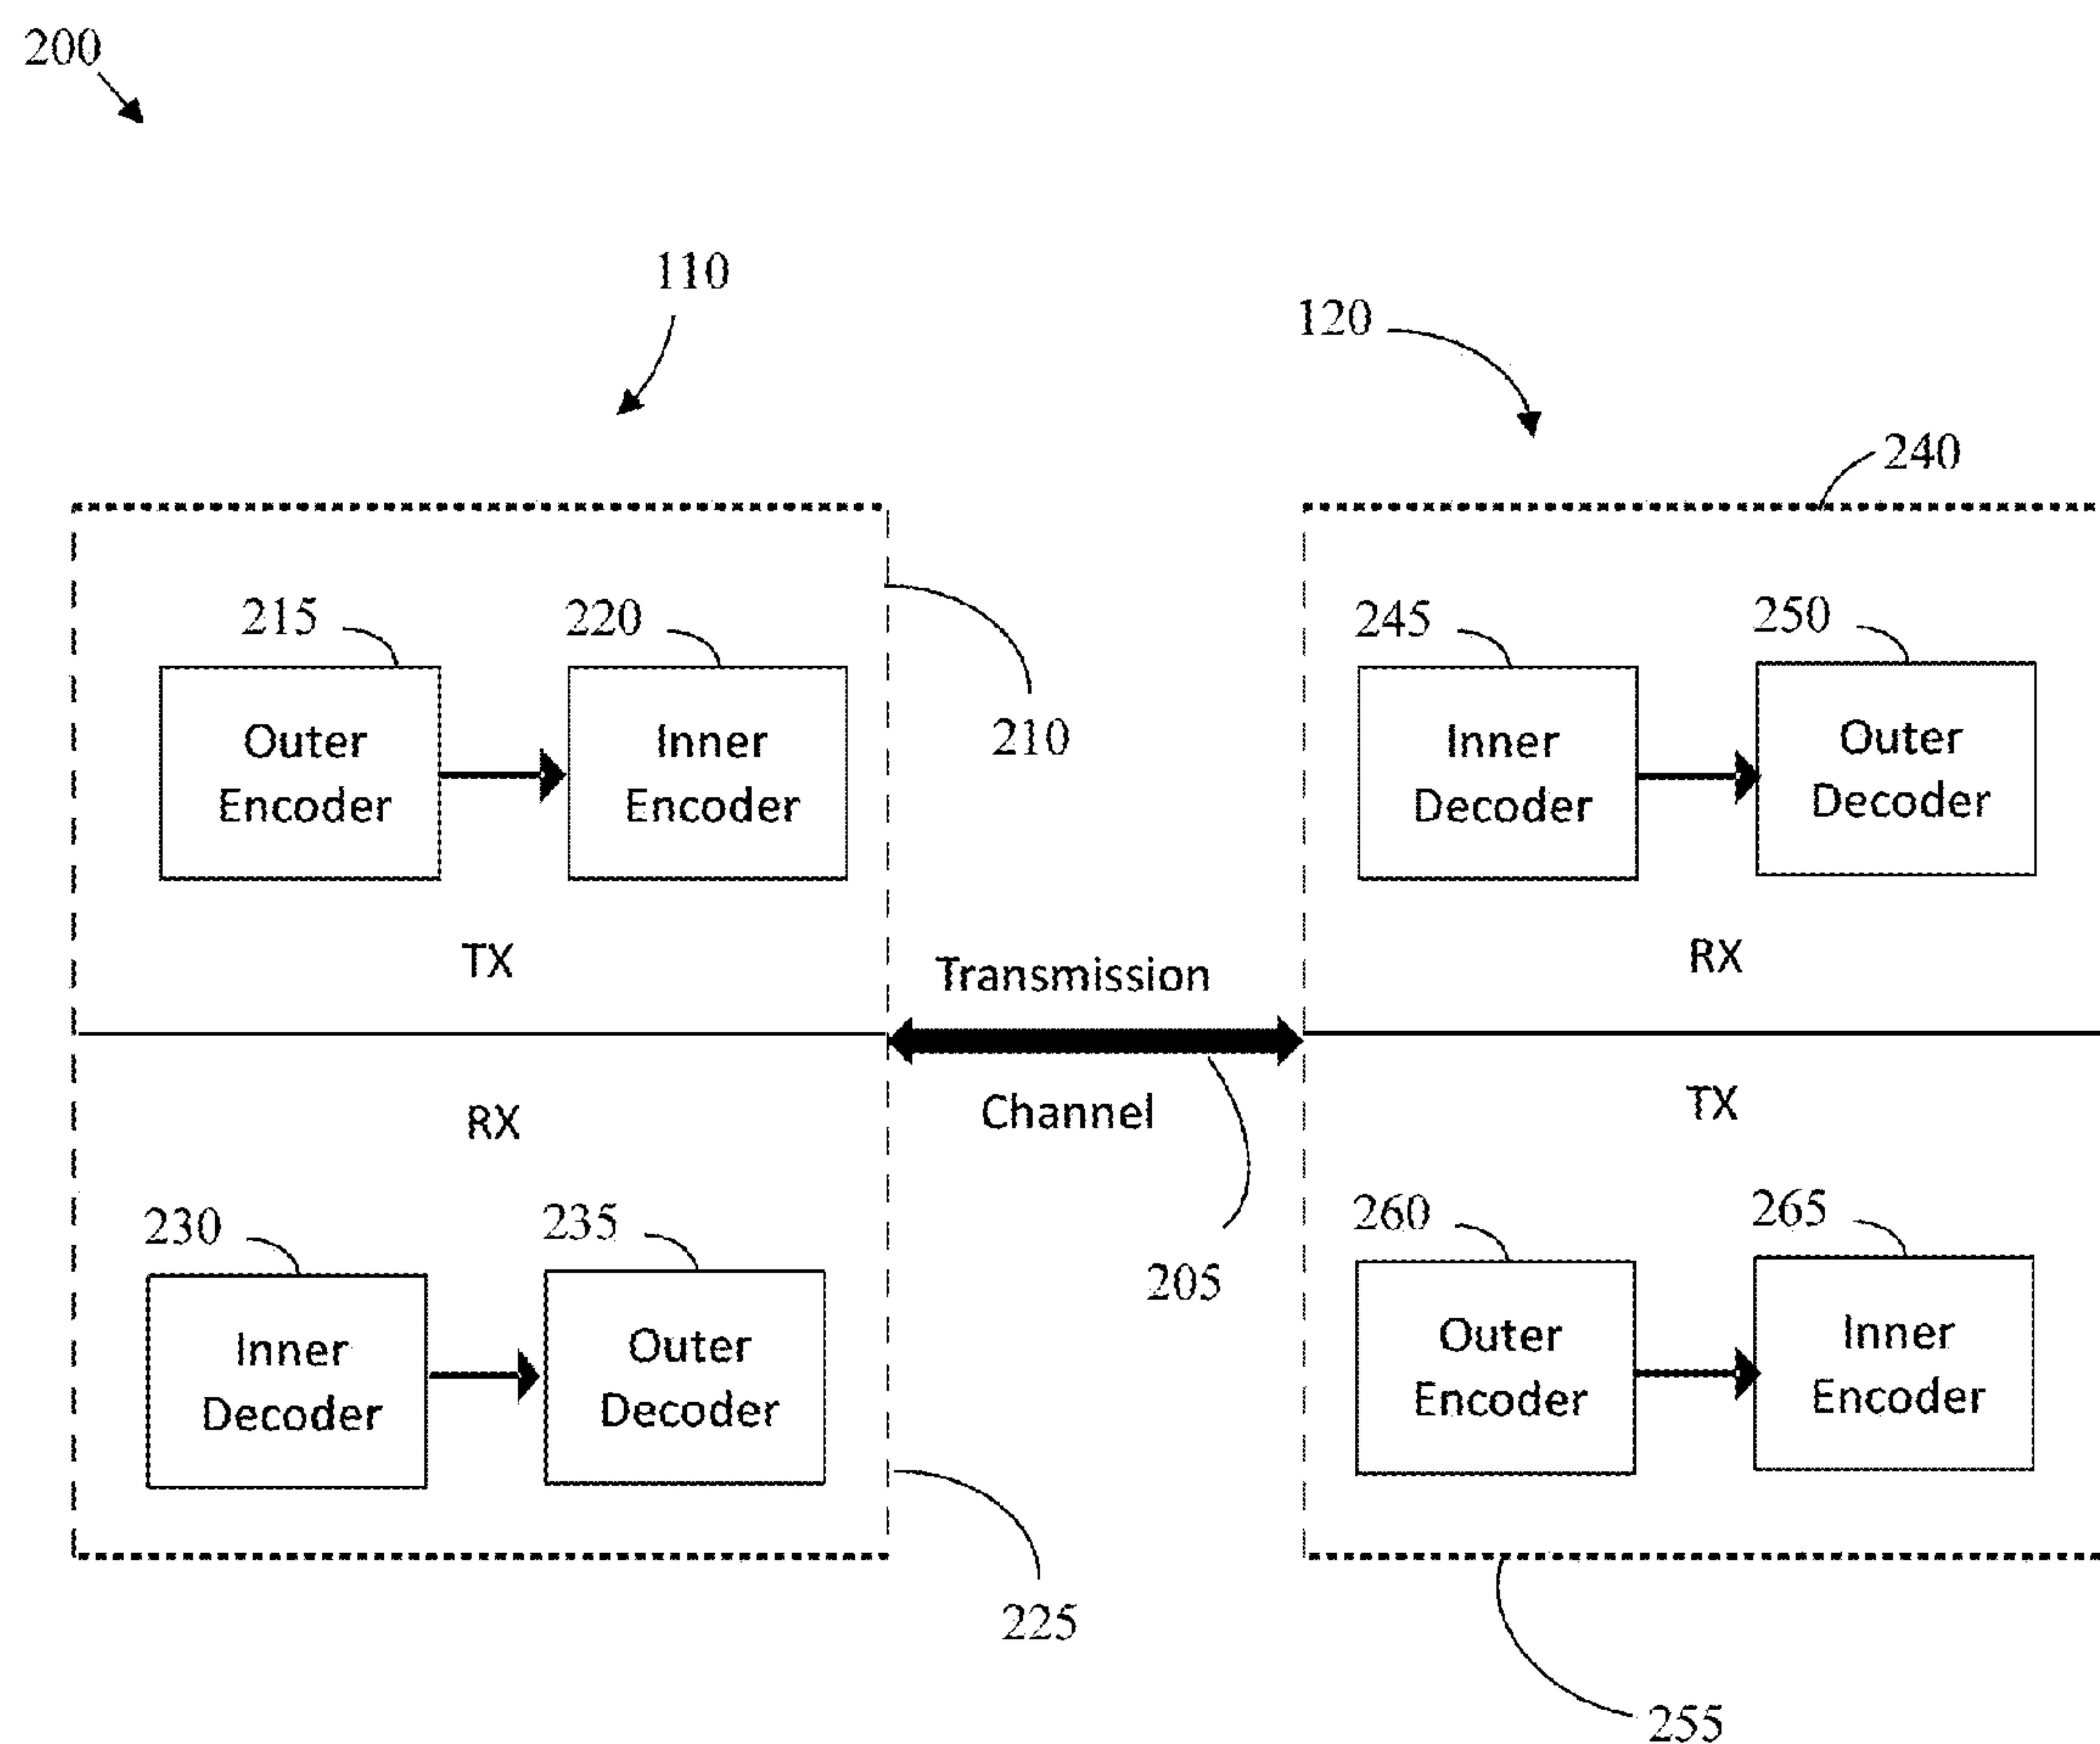 200
110
120
240
215
220
245
250
Outer
Encoder
Inner
Encoder
210
Inner
Decoder
Outer
Decoder
TX
Transmission
RX
RX
Channel
TX
230
235
260
265
205
Inner
Decoder
Outer
Decoder
Outer
Encoder
Inner
Encoder
225
255